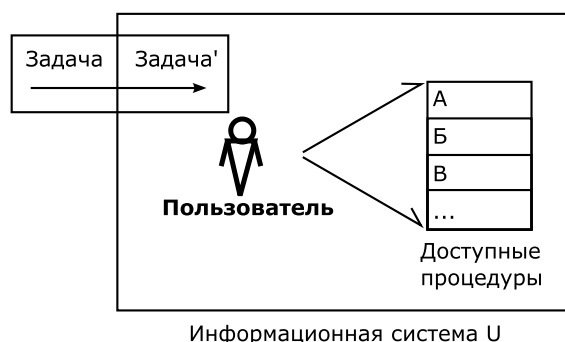 Задача Задача'
А
Б
В
...
Пользователь
Доступные
процедуры
Информационная система U